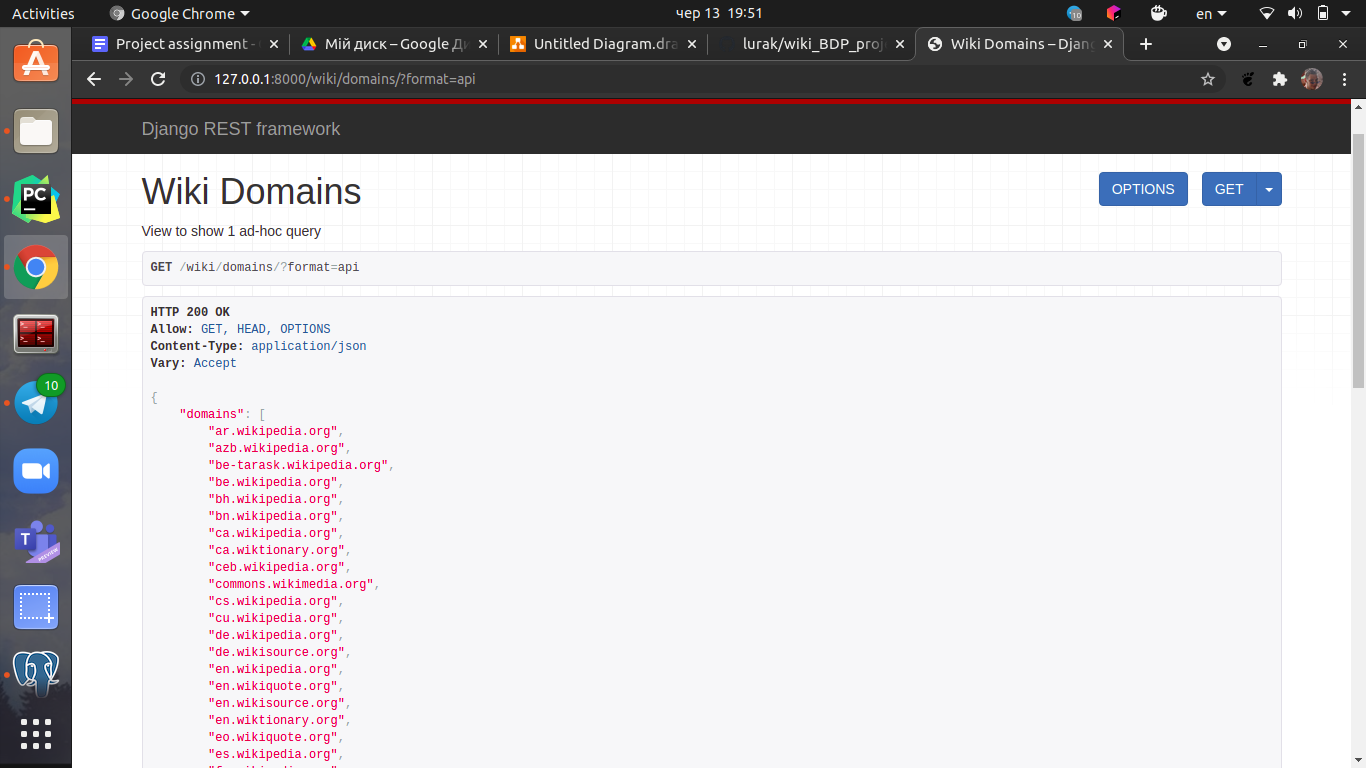 Activities
Google Chrome
чер 13 19:51
10
en
Project assignment -
Мій диск – Google Ди
Untitled Diagram.dra
lurak/wiki_BDP_proj
Wiki Domains – Djan
127.0.0.1:8000/wiki/domains/?format=api
Django REST framework
Wiki Domains
OPTIONS
GET
View to show 1 ad-hoc query
GET /wiki/domains/?format=api
HTTP 200 OK
Allow: GET, HEAD, OPTIONS
Content-Type: application/json
Vary: Accept
{
"domains": [
"ar.wikipedia.org",
"azb.wikipedia.org",
"be-tarask.wikipedia.org",
"be.wikipedia.org",
"bh.wikipedia.org",
"bn.wikipedia.org",
"ca.wikipedia.org",
"ca.wiktionary.org",
"ceb.wikipedia.org",
"commons.wikimedia.org",
"cs.wikipedia.org",
"cu.wikipedia.org",
"de.wikipedia.org",
"de.wikisource.org",
"en.wikipedia.org",
"en.wikiquote.org",
"en.wikisource.org",
"en.wiktionary.org",
"eo.wikiquote.org",
"es.wikipedia.org",
PC
10
T
PREVIEW